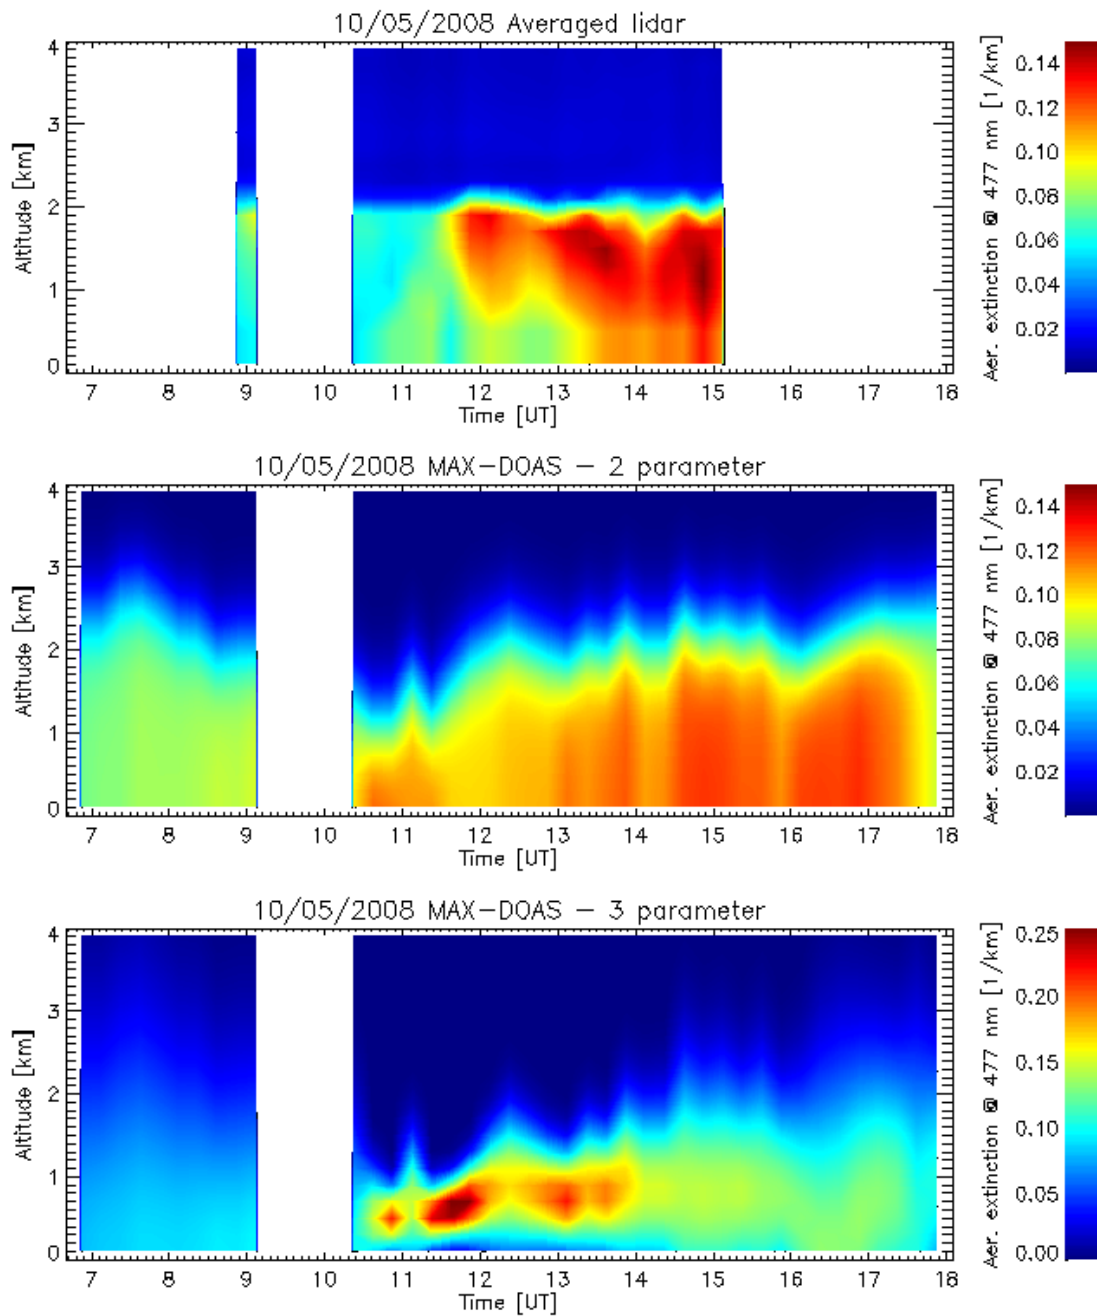 10/05/2008 Averaged lidar
4
3
2
1
0
Altitude [km]
7 8 9 10 11 12 13 14 15 16 17 18
Time [UT]
0.14
0.12
0.10
0.08
0.06
0.04
0.02
Aer. extinction @ 477 nm [1/km]
10/05/2008 MAX-DOAS - 2 parameter
4
3
2
1
0
Altitude [km]
7 8 9 10 11 12 13 14 15 16 17 18
Time [UT]
0.14
0.12
0.10
0.08
0.06
0.04
0.02
Aer. extinction @ 477 nm [1/km]
10/05/2008 MAX-DOAS - 3 parameter
4
3
2
1
0
Altitude [km]
7 8 9 10 11 12 13 14 15 16 17 18
Time [UT]
0.25
0.20
0.15
0.10
0.05
0.00
Aer. extinction @ 477 nm [1/km]